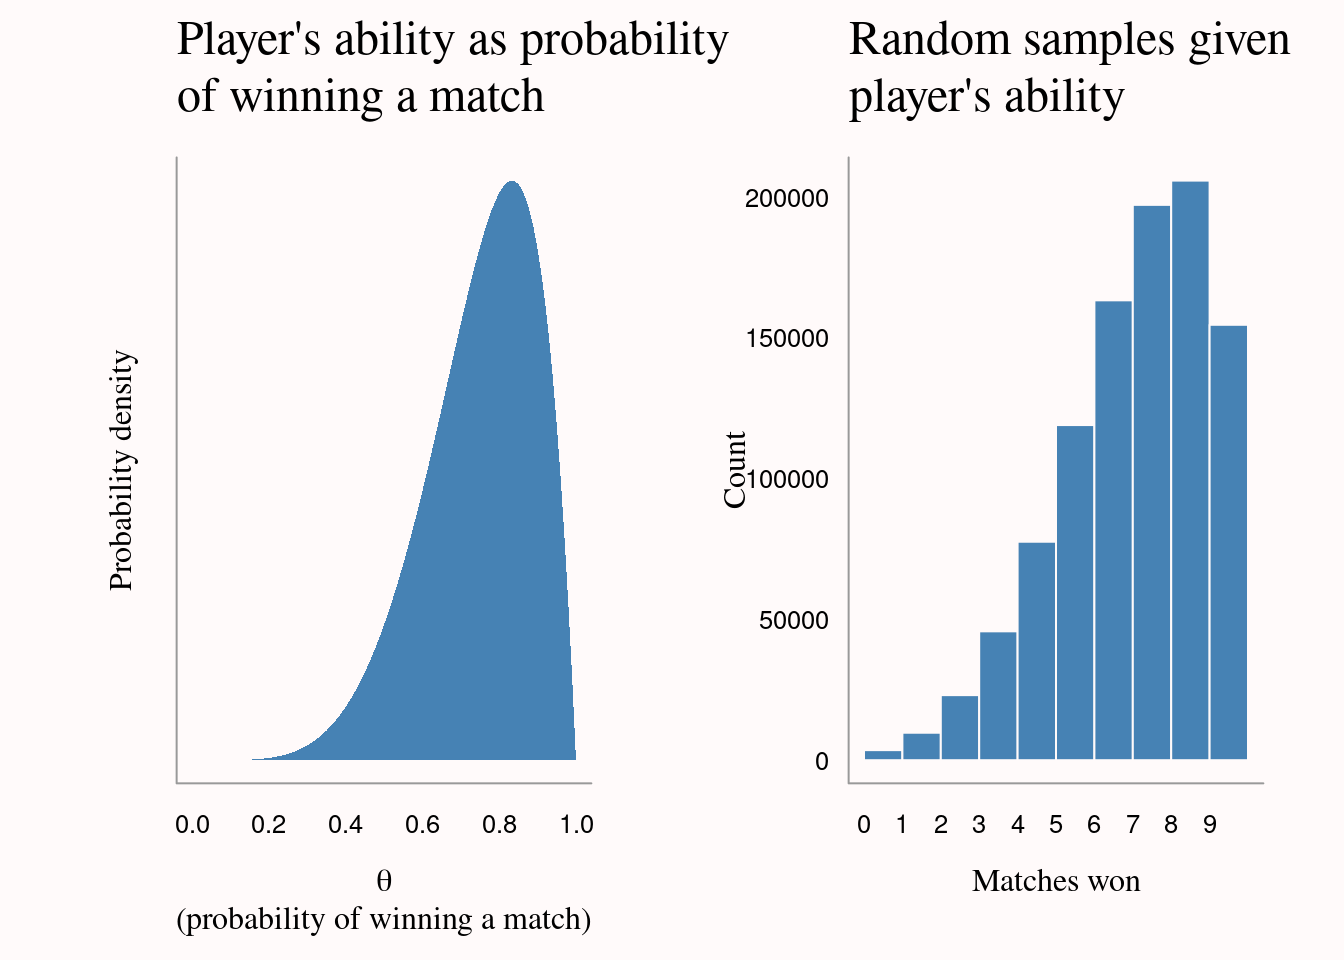 Player's ability as probability
of winning a match
Probability density
0.0 0.2 0.4 0.6 0.8 1.0
θ
(probability of winning a match)
Random samples given
player's ability
Count
200000
150000
100000
50000
0
0 1 2 3 4 5 6 7 8 9
Matches won